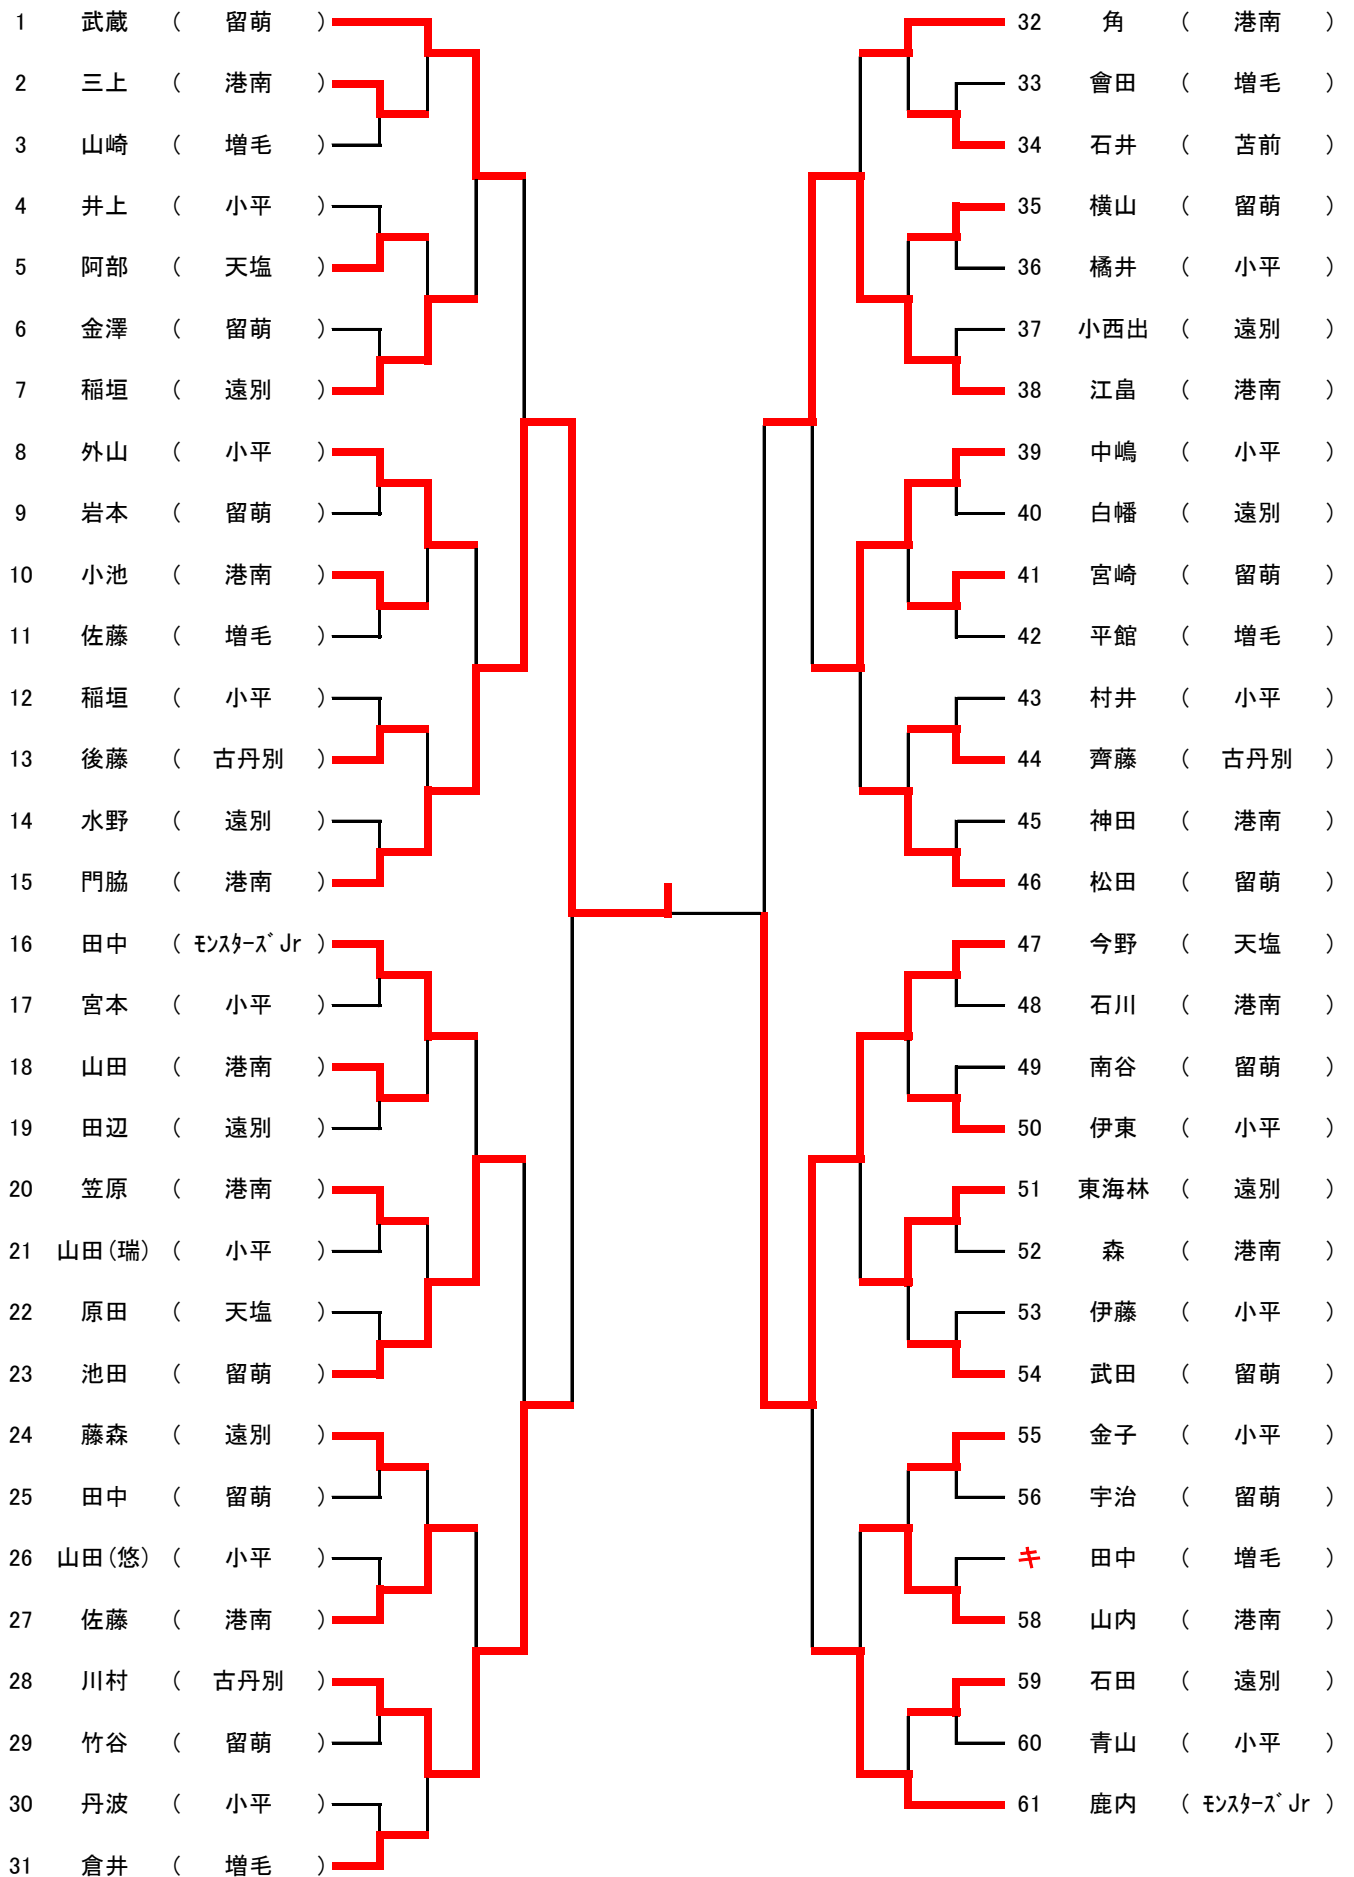 1 武蔵 ( 留萌 )
2 三上 ( 港南 )
3 山崎 ( 増毛 )
4 井上 ( 小平 )
5 阿部 ( 天塩 )
6 金澤 ( 留萌 )
7 稲垣 ( 遠別 )
8 外山 ( 小平 )
9 岩本 ( 留萌 )
10 小池 ( 港南 )
11 佐藤 ( 増毛 )
12 稲垣 ( 小平 )
13 後藤 ( 古丹別 )
14 水野 ( 遠別 )
15 門脇 ( 港南 )
16 田中 ( ﾓﾝｽﾀｰｽﾞJr )
17 宮本 ( 小平 )
18 山田 ( 港南 )
19 田辺 ( 遠別 )
20 笠原 ( 港南 )
21 山田(瑞) ( 小平 )
22 原田 ( 天塩 )
23 池田 ( 留萌 )
24 藤森 ( 遠別 )
25 田中 ( 留萌 )
26 山田(悠) ( 小平 )
27 佐藤 ( 港南 )
28 川村 ( 古丹別 )
29 竹谷 ( 留萌 )
30 丹波 ( 小平 )
31 倉井 ( 増毛 )
32 角 ( 港南 )
33 會田 ( 増毛 )
34 石井 ( 苫前 )
35 横山 ( 留萌 )
36 橘井 ( 小平 )
37 小西出 ( 遠別 )
38 江畠 ( 港南 )
39 中嶋 ( 小平 )
40 白幡 ( 遠別 )
41 宮崎 ( 留萌 )
42 平館 ( 増毛 )
43 村井 ( 小平 )
44 齊藤 ( 古丹別 )
45 神田 ( 港南 )
46 松田 ( 留萌 )
47 今野 ( 天塩 )
48 石川 ( 港南 )
49 南谷 ( 留萌 )
50 伊東 ( 小平 )
51 東海林 ( 遠別 )
52 森 ( 港南 )
53 伊藤 ( 小平 )
54 武田 ( 留萌 )
55 金子 ( 小平 )
56 宇治 ( 留萌 )
キ 田中 ( 増毛 )
58 山内 ( 港南 )
59 石田 ( 遠別 )
60 青山 ( 小平 )
61 鹿内 ( ﾓﾝｽﾀｰｽﾞJr )